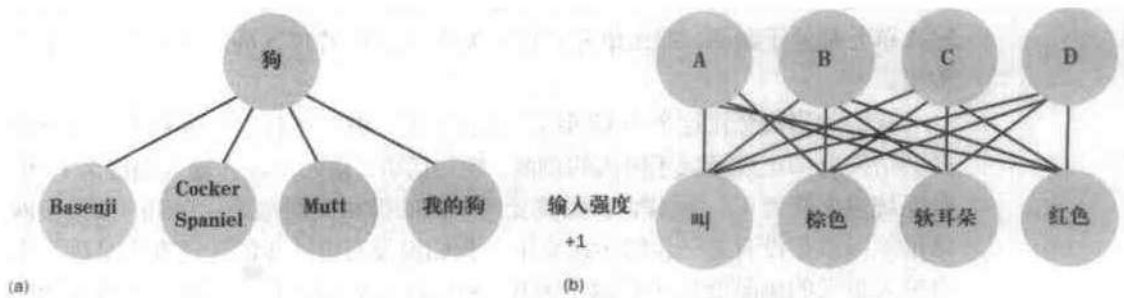 狗
Basenji
Cocker
Spaniel
Mutt
我的狗
(a)
A B C D
输入强度
+1
叫 棕色 软耳朵 红色
(b)